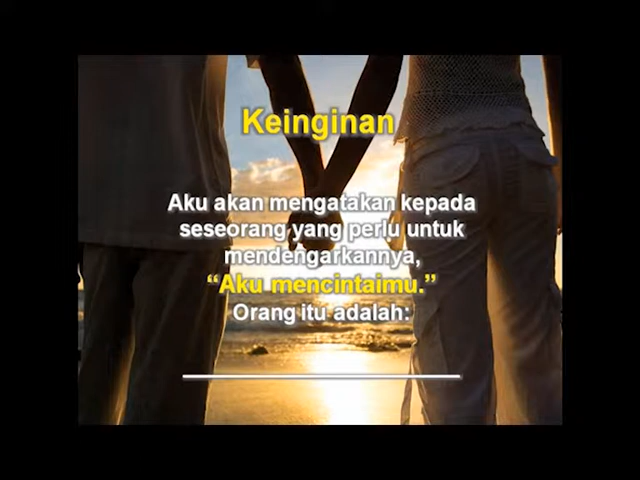 Keinginan
Aku akan mengatakan kepada
seseorang yang perlu untuk
mendengarkannya,
“Aku mencintaimu.”
Orang itu adalah: